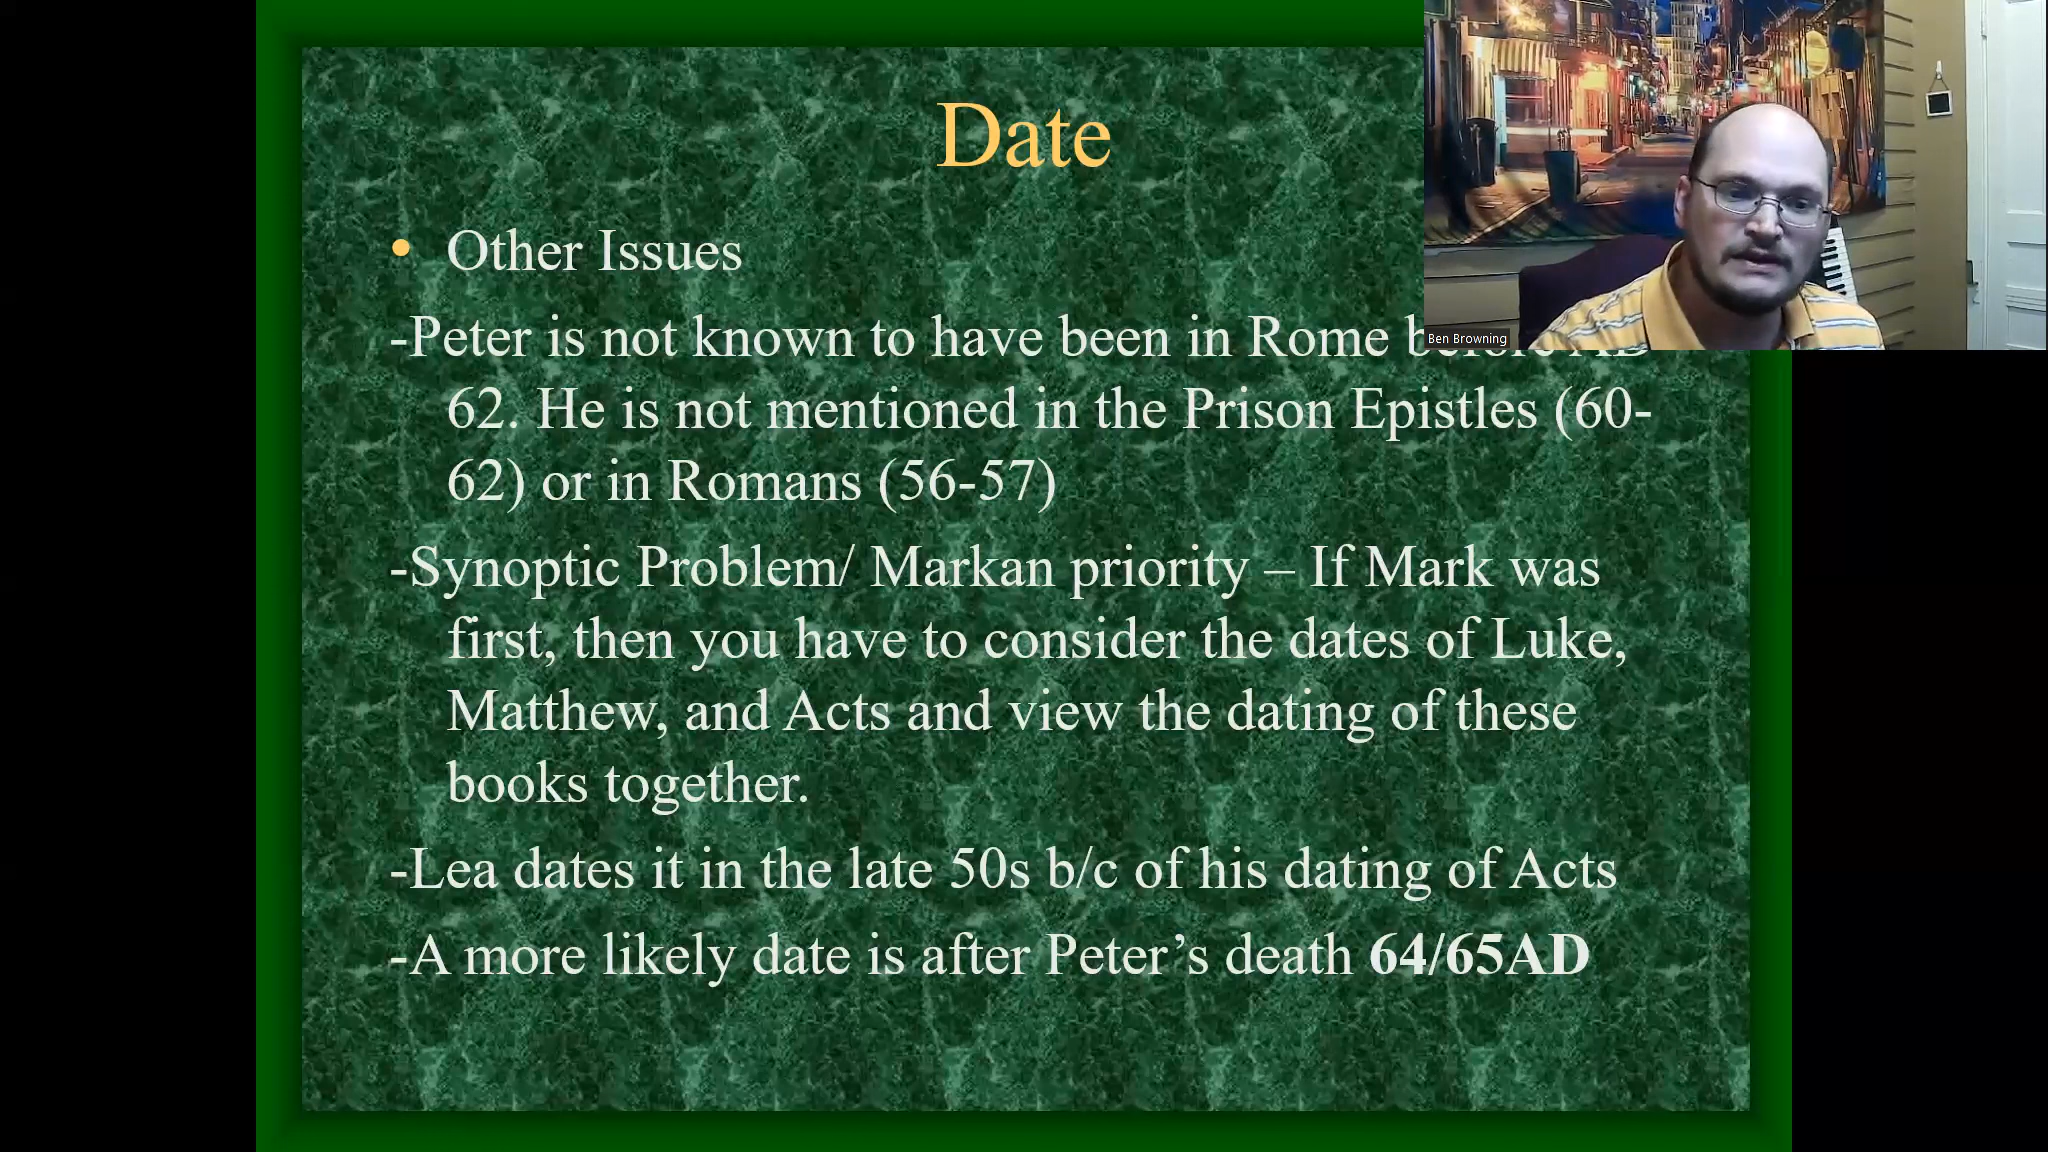 Date
• Other Issues
-Peter is not known to have been in Rome before AD
62. He is not mentioned in the Prison Epistles (60-
62) or in Romans (56-57)
-Synoptic Problem/ Markan priority – If Mark was
first, then you have to consider the dates of Luke,
Matthew, and Acts and view the dating of these
books together.
-Lea dates it in the late 50s b/c of his dating of Acts
-A more likely date is after Peter’s death 64/65AD
Ben Browning